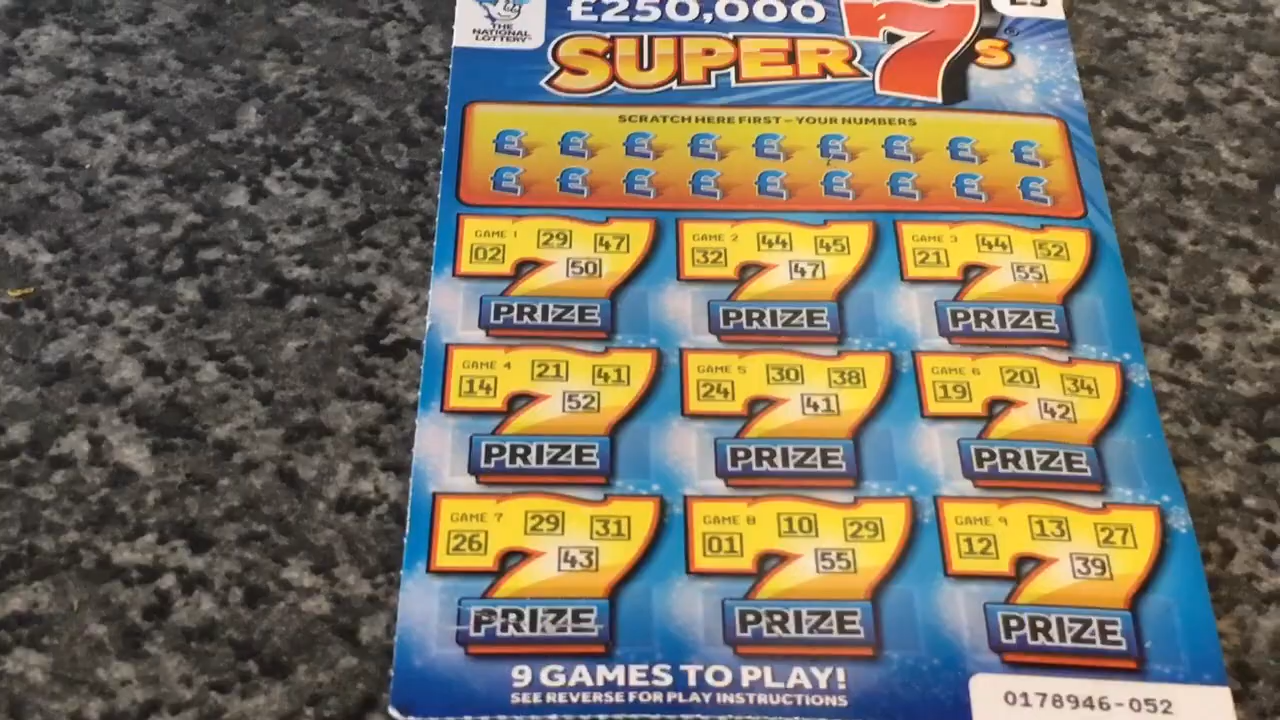 £250,000
THE
NATIONAL
LOTTERY®
SUPER 7s®
SCRATCH HERE FIRST – YOUR NUMBERS
£ £ £ £ £ £ £ £ £
£ £ £ £ £ £ £ £ £
GAME 1 02 29 47 50
PRIZE
GAME 2 32 44 45 47
PRIZE
GAME 3 21 44 52 55
PRIZE
GAME 4 14 21 41 52
PRIZE
GAME 5 24 30 38 41
PRIZE
GAME 6 19 20 34 42
PRIZE
GAME 7 26 29 31 43
PRIZE
GAME 8 01 10 29 55
PRIZE
GAME 9 12 13 27 39
PRIZE
9 GAMES TO PLAY!
SEE REVERSE FOR PLAY INSTRUCTIONS
0178946-052